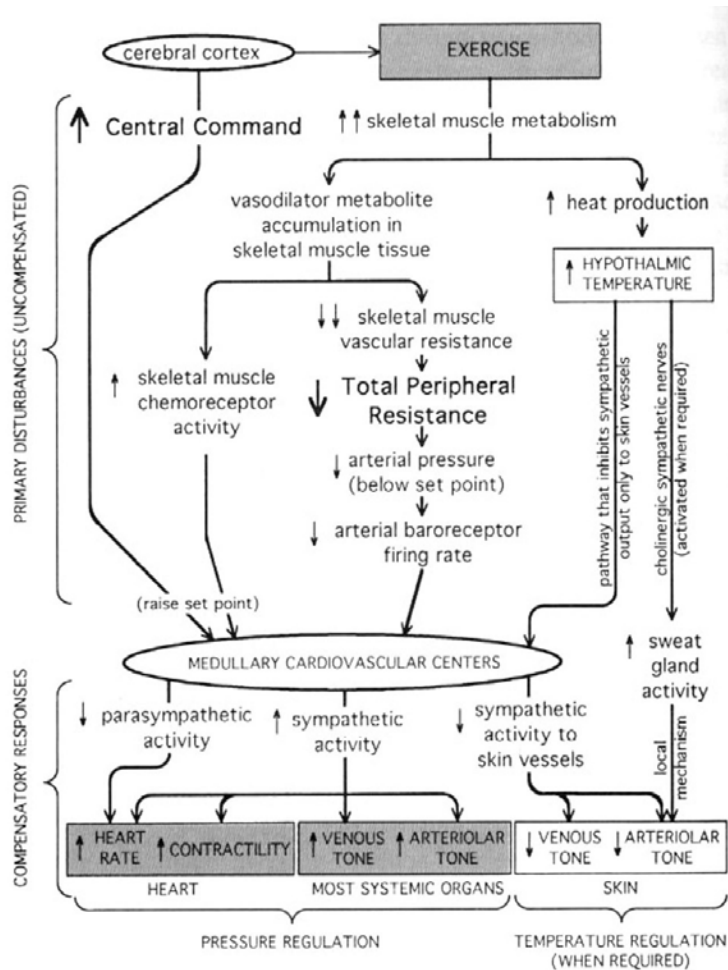 cerebral cortex
EXERCISE
↑ Central Command
↑↑ skeletal muscle metabolism
vasodilator metabolite
accumulation in
skeletal muscle tissue
↑ heat production
↑ HYPOTHALMIC
TEMPERATURE
↓↓ skeletal muscle
vascular resistance
↑ skeletal muscle
chemoreceptor
activity
↓ Total Peripheral
Resistance
↓ arterial pressure
(below set point)
↓ arterial baroreceptor
firing rate
pathway that inhibits sympathetic
output only to skin vessels
cholinergic sympathetic nerves
(activated when required)
PRIMARY DISTURBANCES (UNCOMPENSATED)
(raise set point)
MEDULLARY CARDIOVASCULAR CENTERS
↑ sweat
gland
activity
COMPENSATORY RESPONSES
↓ parasympathetic
activity
↑ sympathetic
activity
↓ sympathetic
activity to
skin vessels
local
mechanism
↑ HEART
RATE
↑ CONTRACTILITY
↑ VENOUS
TONE
↑ ARTERIOLAR
TONE
↓ VENOUS
TONE
↓ ARTERIOLAR
TONE
HEART
MOST SYSTEMIC ORGANS
SKIN
PRESSURE REGULATION
TEMPERATURE REGULATION
(WHEN REQUIRED)